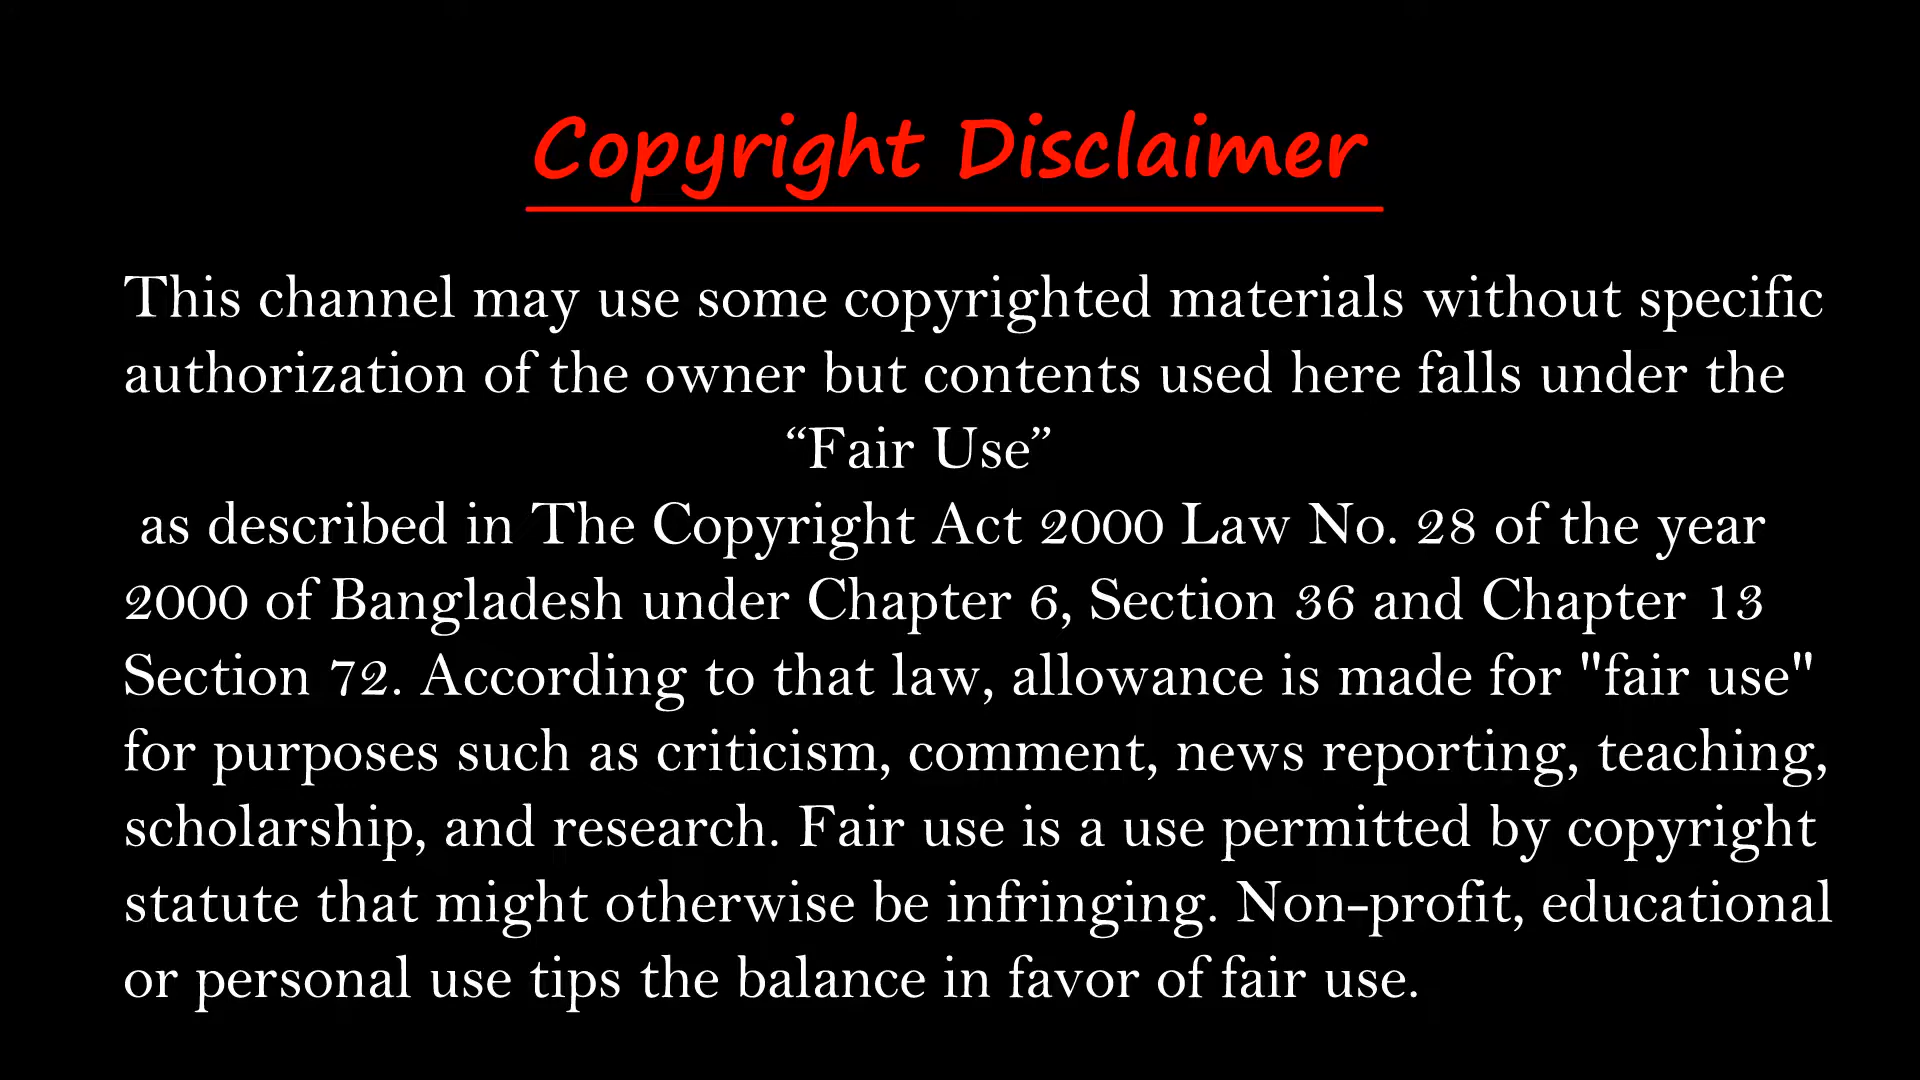 Copyright Disclaimer
This channel may use some copyrighted materials without specific
authorization of the owner but contents used here falls under the
“Fair Use”
as described in The Copyright Act 2000 Law No. 28 of the year
2000 of Bangladesh under Chapter 6, Section 36 and Chapter 13
Section 72. According to that law, allowance is made for "fair use"
for purposes such as criticism, comment, news reporting, teaching,
scholarship, and research. Fair use is a use permitted by copyright
statute that might otherwise be infringing. Non-profit, educational
or personal use tips the balance in favor of fair use.